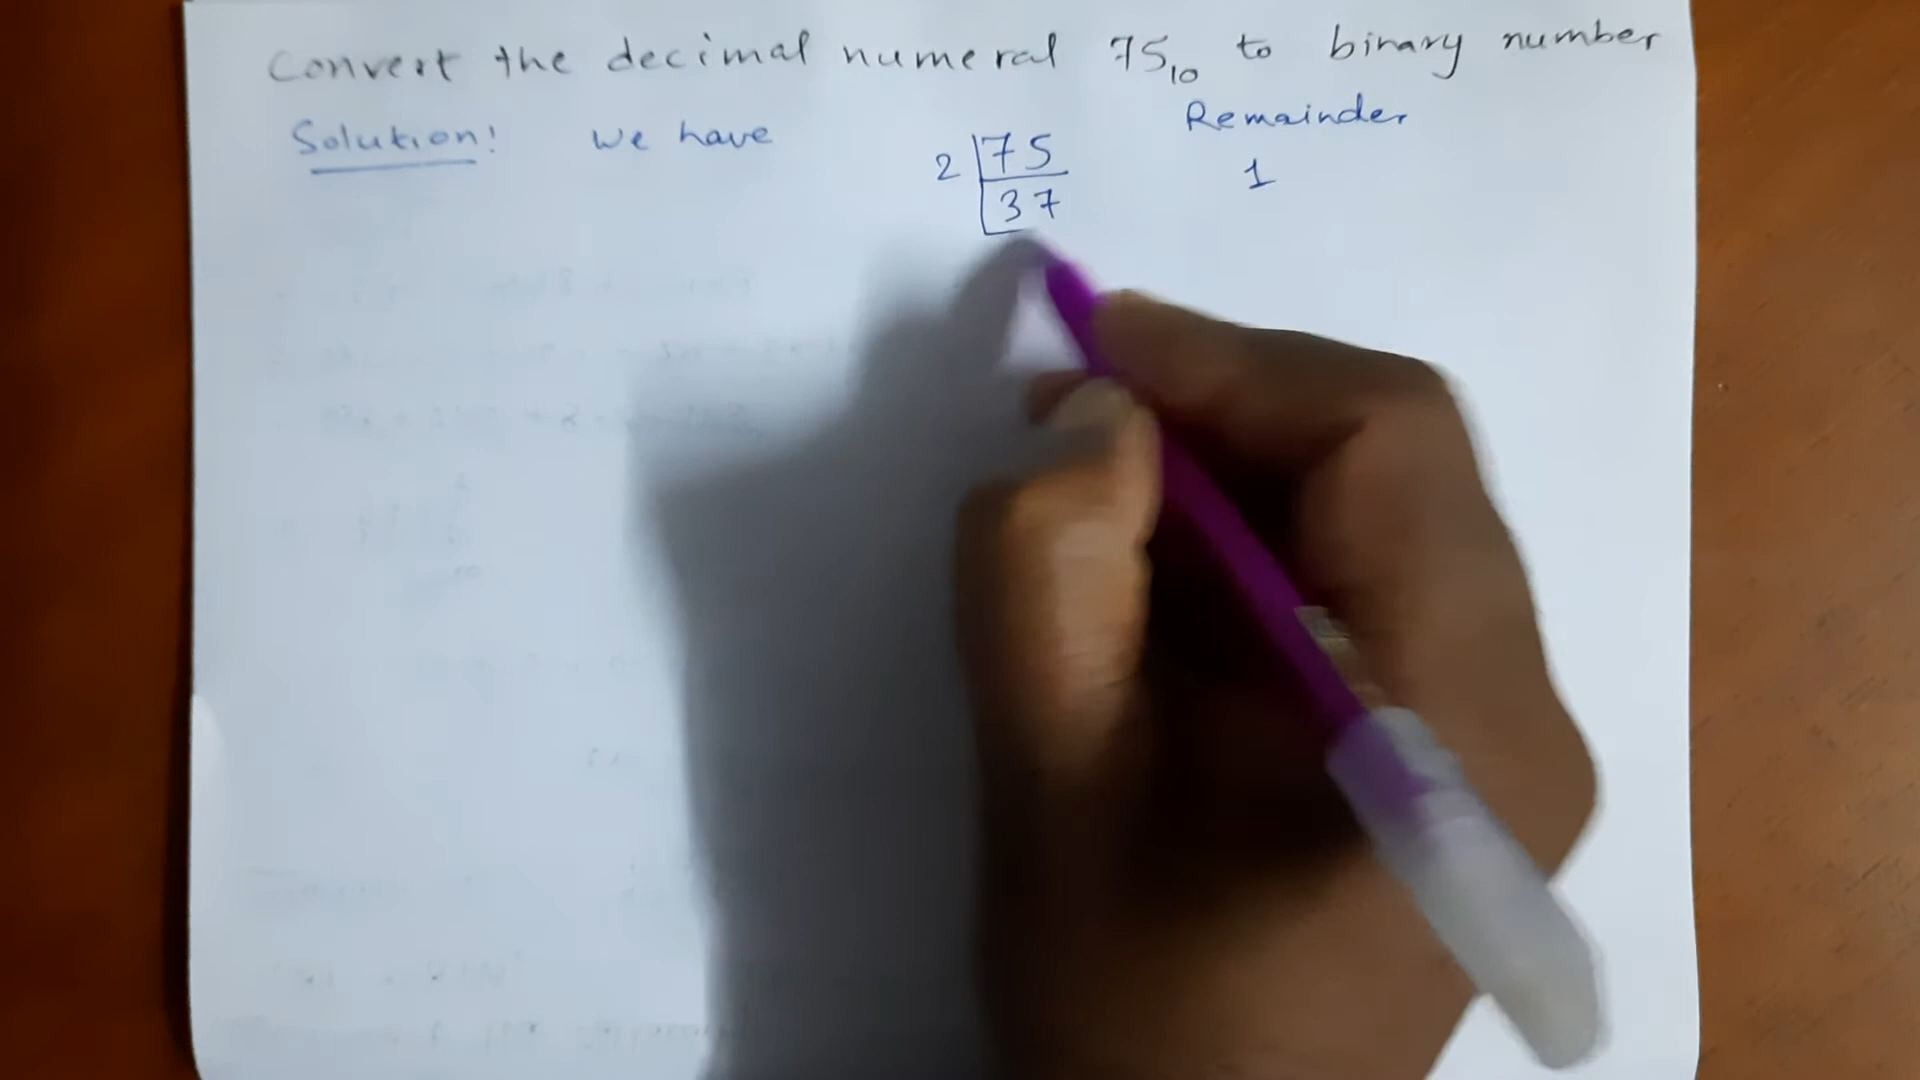 Convert the decimal numeral 75₁₀ to binary number
Solution! We have
Remainder
2 75 1
37